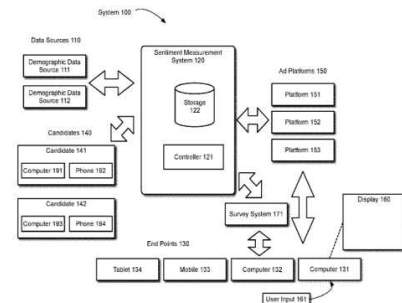 System 100
Data Sources 110
Demographic Data
Source 111
Demographic Data
Source 112
Sentiment Measurement
System 120
Storage
122
Controller 121
Ad Platforms 150
Platform 151
Platform 152
Platform 153
Candidates 140
Candidate 141
Computer 191
Phone 192
Candidate 142
Computer 193
Phone 194
Survey System 171
Display 160
End Points 130
Tablet 134
Mobile 133
Computer 132
Computer 131
User Input 161